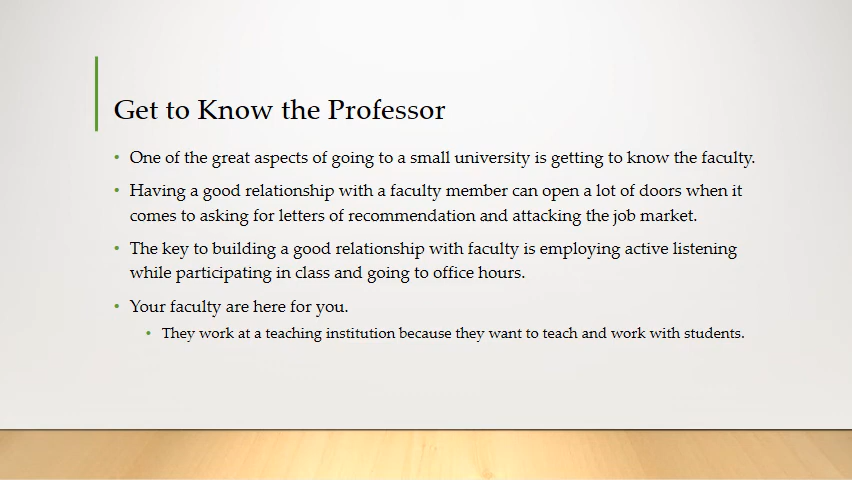 Get to Know the Professor
• One of the great aspects of going to a small university is getting to know the faculty.
• Having a good relationship with a faculty member can open a lot of doors when it
comes to asking for letters of recommendation and attacking the job market.
• The key to building a good relationship with faculty is employing active listening
while participating in class and going to office hours.
• Your faculty are here for you.
• They work at a teaching institution because they want to teach and work with students.